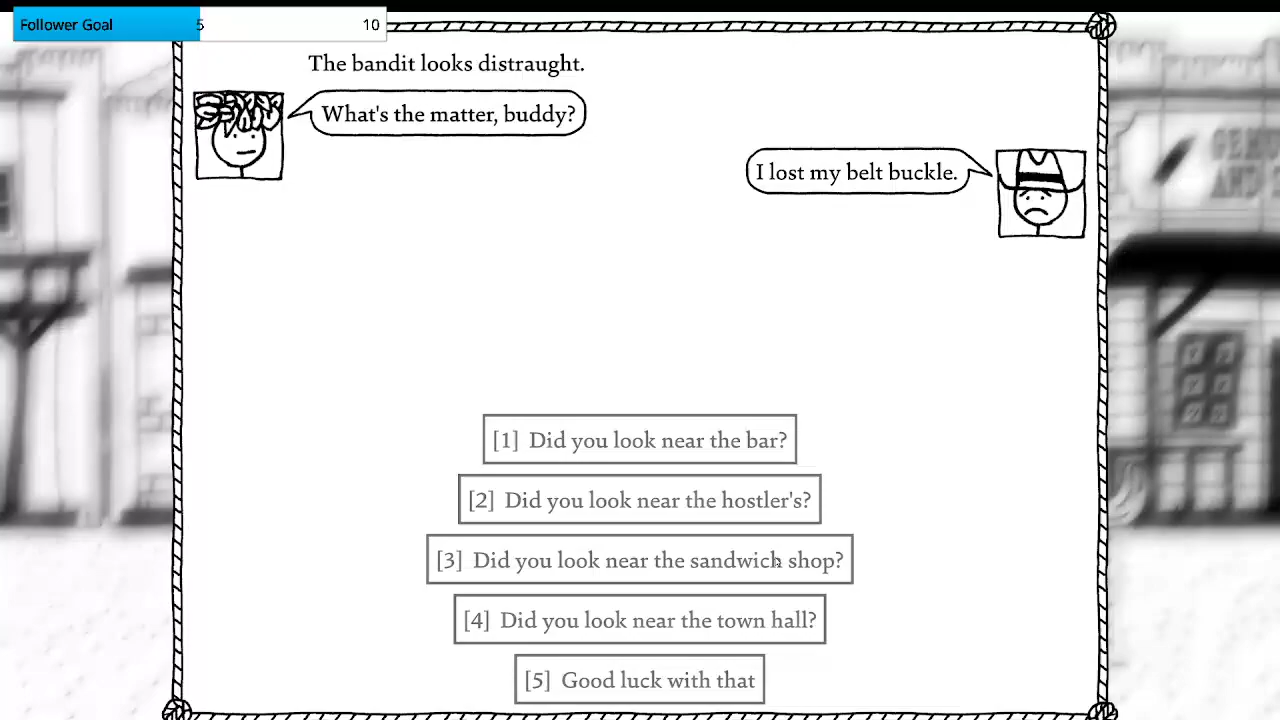 Follower Goal 5 10
The bandit looks distraught.
What's the matter, buddy?
I lost my belt buckle.
[1] Did you look near the bar?
[2] Did you look near the hostler's?
[3] Did you look near the sandwich shop?
[4] Did you look near the town hall?
[5] Good luck with that